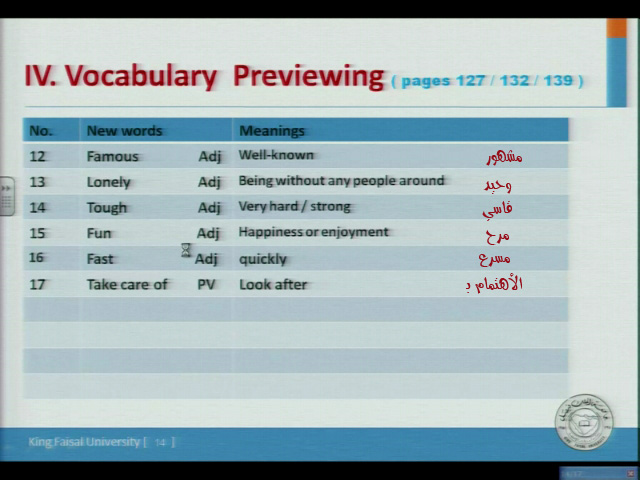 IV. Vocabulary Previewing ( pages 127 / 132 / 139 )
No. New words Meanings
12 Famous Adj Well-known مشهور
13 Lonely Adj Being without any people around وحيد
14 Tough Adj Very hard / strong قاسي
15 Fun Adj Happiness or enjoyment مرح
16 Fast Adj quickly مسرع
17 Take care of PV Look after الأهتمام بـ
King Faisal University [ 14 ]